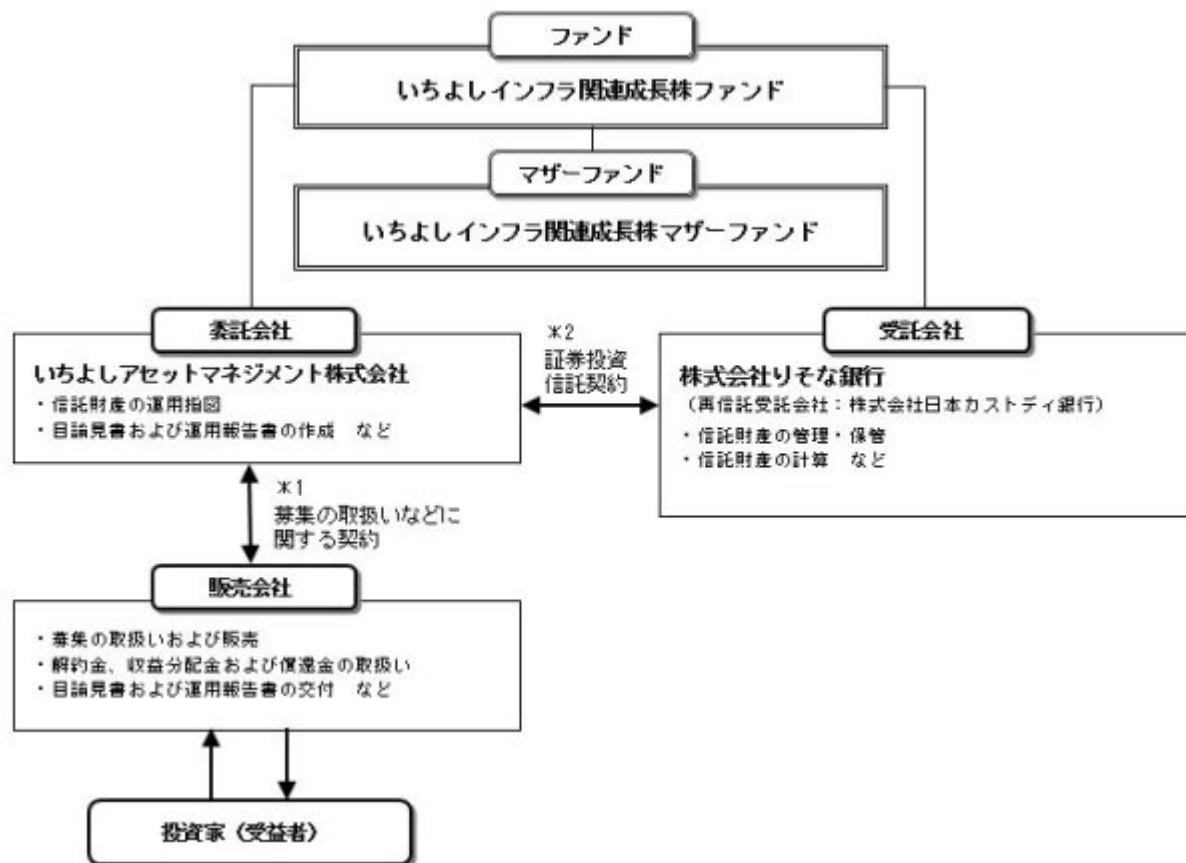 ファンド
いちよしインフラ関連成長株ファンド
マザーファンド
いちよしインフラ関連成長株マザーファンド
委託会社
いちよしアセットマネジメント株式会社
・信託財産の運用指図
・目論見書および運用報告書の作成 など
*2
証券投資
信託契約
受託会社
株式会社りそな銀行
(再信託受託会社:株式会社日本カストディ銀行)
・信託財産の管理・保管
・信託財産の計算 など
*1
募集の取扱いなどに
関する契約
販売会社
・募集の取扱いおよび販売
・解約金、収益分配金および償還金の取扱い
・目論見書および運用報告書の交付 など
投資家(受益者)